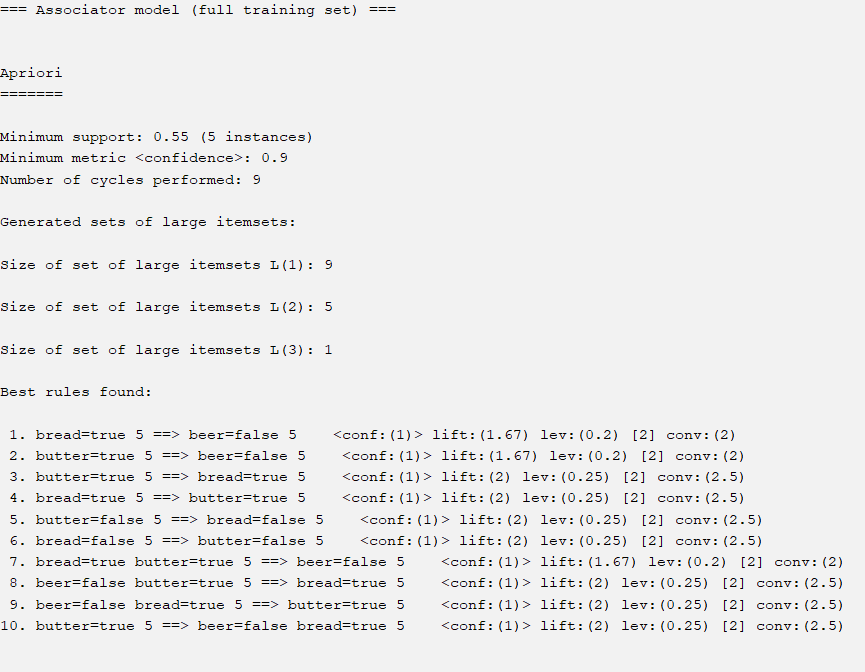 === Associator model (full training set) ===
Apriori
=======
Minimum support: 0.55 (5 instances)
Minimum metric <confidence>: 0.9
Number of cycles performed: 9
Generated sets of large itemsets:
Size of set of large itemsets L(1): 9
Size of set of large itemsets L(2): 5
Size of set of large itemsets L(3): 1
Best rules found:
1. bread=true 5 ==> beer=false 5    <conf:(1)> lift:(1.67) lev:(0.2) [2] conv:(2)
2. butter=true 5 ==> beer=false 5    <conf:(1)> lift:(1.67) lev:(0.2) [2] conv:(2)
3. butter=true 5 ==> bread=true 5    <conf:(1)> lift:(2) lev:(0.25) [2] conv:(2.5)
4. bread=true 5 ==> butter=true 5    <conf:(1)> lift:(2) lev:(0.25) [2] conv:(2.5)
5. butter=false 5 ==> bread=false 5    <conf:(1)> lift:(2) lev:(0.25) [2] conv:(2.5)
6. bread=false 5 ==> butter=false 5    <conf:(1)> lift:(2) lev:(0.25) [2] conv:(2.5)
7. bread=true butter=true 5 ==> beer=false 5    <conf:(1)> lift:(1.67) lev:(0.2) [2] conv:(2)
8. beer=false butter=true 5 ==> bread=true 5    <conf:(1)> lift:(2) lev:(0.25) [2] conv:(2.5)
9. beer=false bread=true 5 ==> butter=true 5    <conf:(1)> lift:(2) lev:(0.25) [2] conv:(2.5)
10. butter=true 5 ==> beer=false bread=true 5    <conf:(1)> lift:(2) lev:(0.25) [2] conv:(2.5)